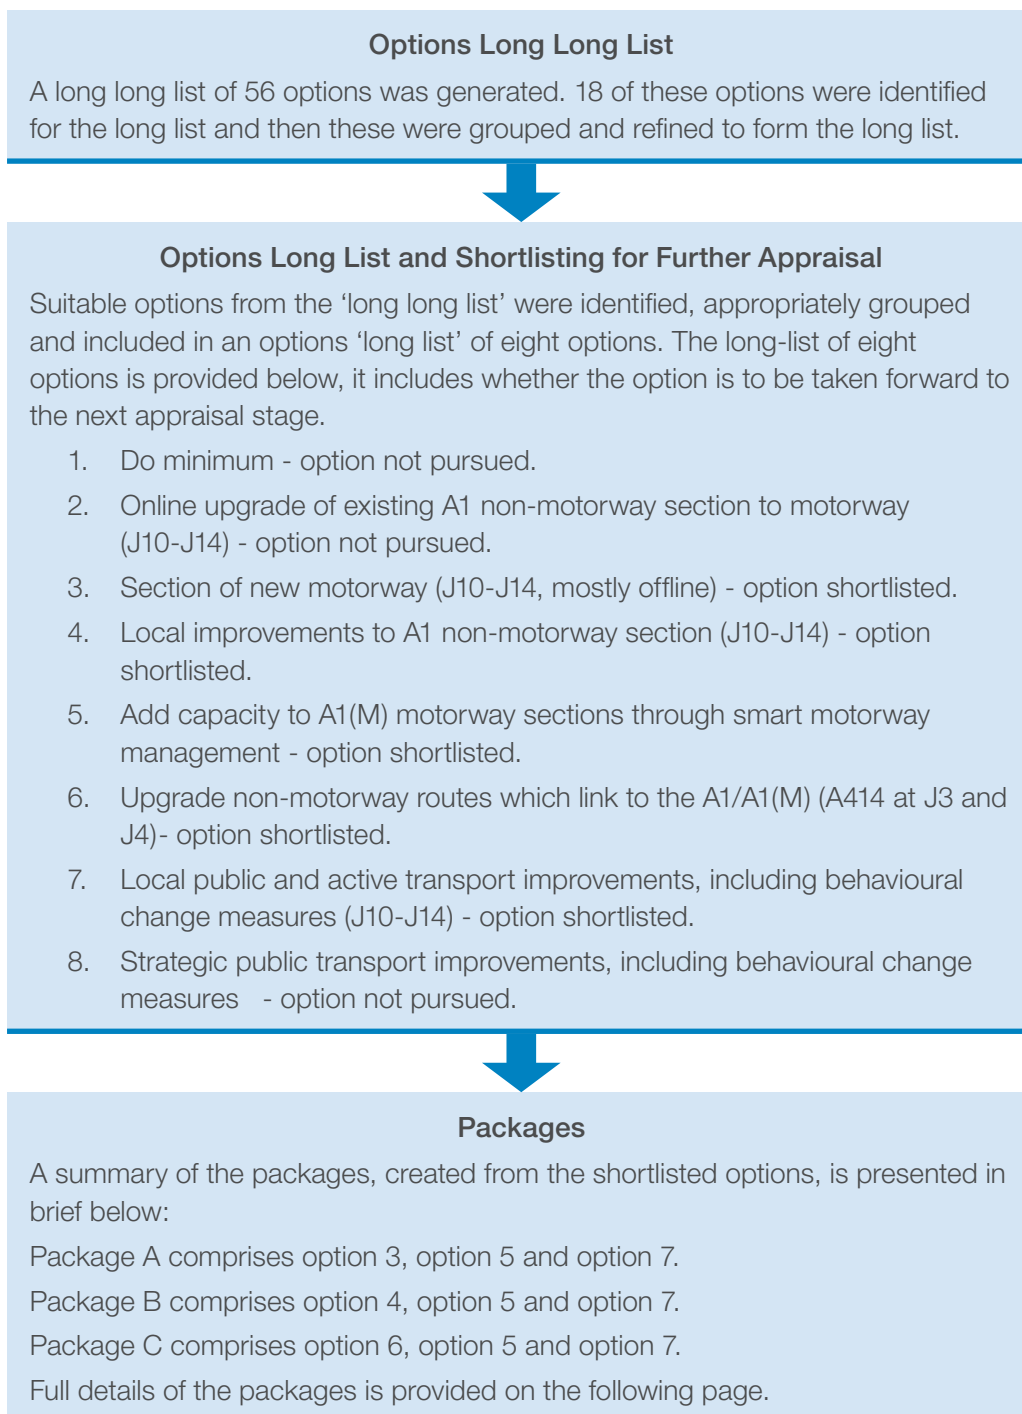 Options Long Long List
A long long list of 56 options was generated. 18 of these options were identified
for the long list and then these were grouped and refined to form the long list.
Options Long List and Shortlisting for Further Appraisal
Suitable options from the ‘long long list’ were identified, appropriately grouped
and included in an options ‘long list’ of eight options. The long-list of eight
options is provided below, it includes whether the option is to be taken forward to
the next appraisal stage.
1. Do minimum - option not pursued.
2. Online upgrade of existing A1 non-motorway section to motorway
(J10-J14) - option not pursued.
3. Section of new motorway (J10-J14, mostly offline) - option shortlisted.
4. Local improvements to A1 non-motorway section (J10-J14) - option
shortlisted.
5. Add capacity to A1(M) motorway sections through smart motorway
management - option shortlisted.
6. Upgrade non-motorway routes which link to the A1/A1(M) (A414 at J3 and
J4)- option shortlisted.
7. Local public and active transport improvements, including behavioural
change measures (J10-J14) - option shortlisted.
8. Strategic public transport improvements, including behavioural change
measures - option not pursued.
Packages
A summary of the packages, created from the shortlisted options, is presented in
brief below:
Package A comprises option 3, option 5 and option 7.
Package B comprises option 4, option 5 and option 7.
Package C comprises option 6, option 5 and option 7.
Full details of the packages is provided on the following page.